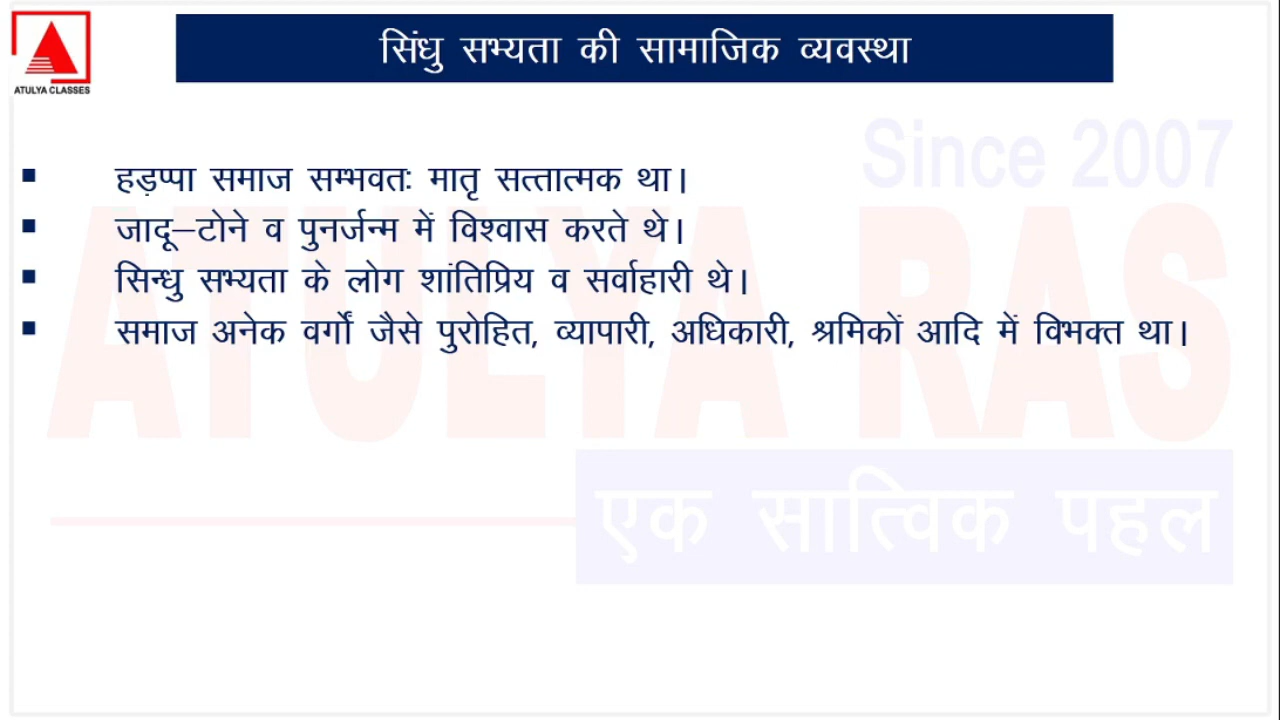 सिंधु सभ्यता की सामाजिक व्यवस्था
ATULYA CLASSES
Since 2007
▪ हड़प्पा समाज सम्भवतः मातृ सत्तात्मक था।
▪ जादू–टोने व पुनर्जन्म में विश्वास करते थे।
▪ सिन्धु सभ्यता के लोग शांतिप्रिय व सर्वाहारी थे।
▪ समाज अनेक वर्गों जैसे पुरोहित, व्यापारी, अधिकारी, श्रमिकों आदि में विभक्त था।
ATULYA RAS
एक सात्विक पहल